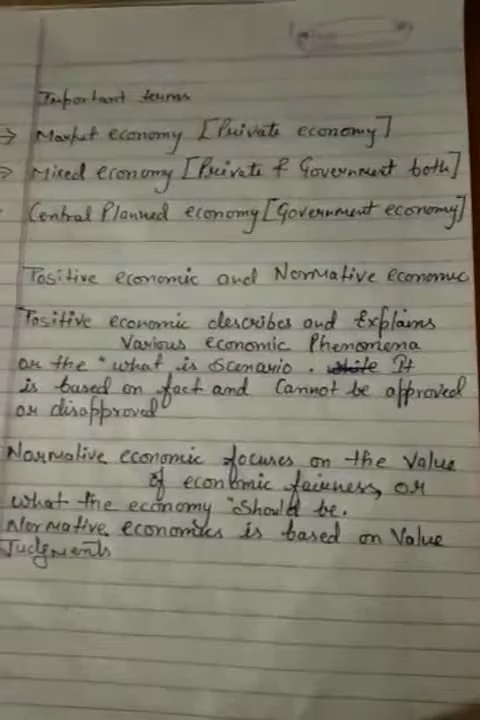 Important terms
→ Market economy [Private economy]
→ Mixed economy [Private & Government both]
Central Planned economy [Government economy]
Positive economic and Normative economic
Positive economic describes and Explains
Various economic Phenomena
or the "what is Scenario. It
is based on fact and Cannot be approved
or disapproved
Normative economic focuses on the Value
of economic fairness, or
what the economy "Should be.
Normative economics is based on Value
Judgments